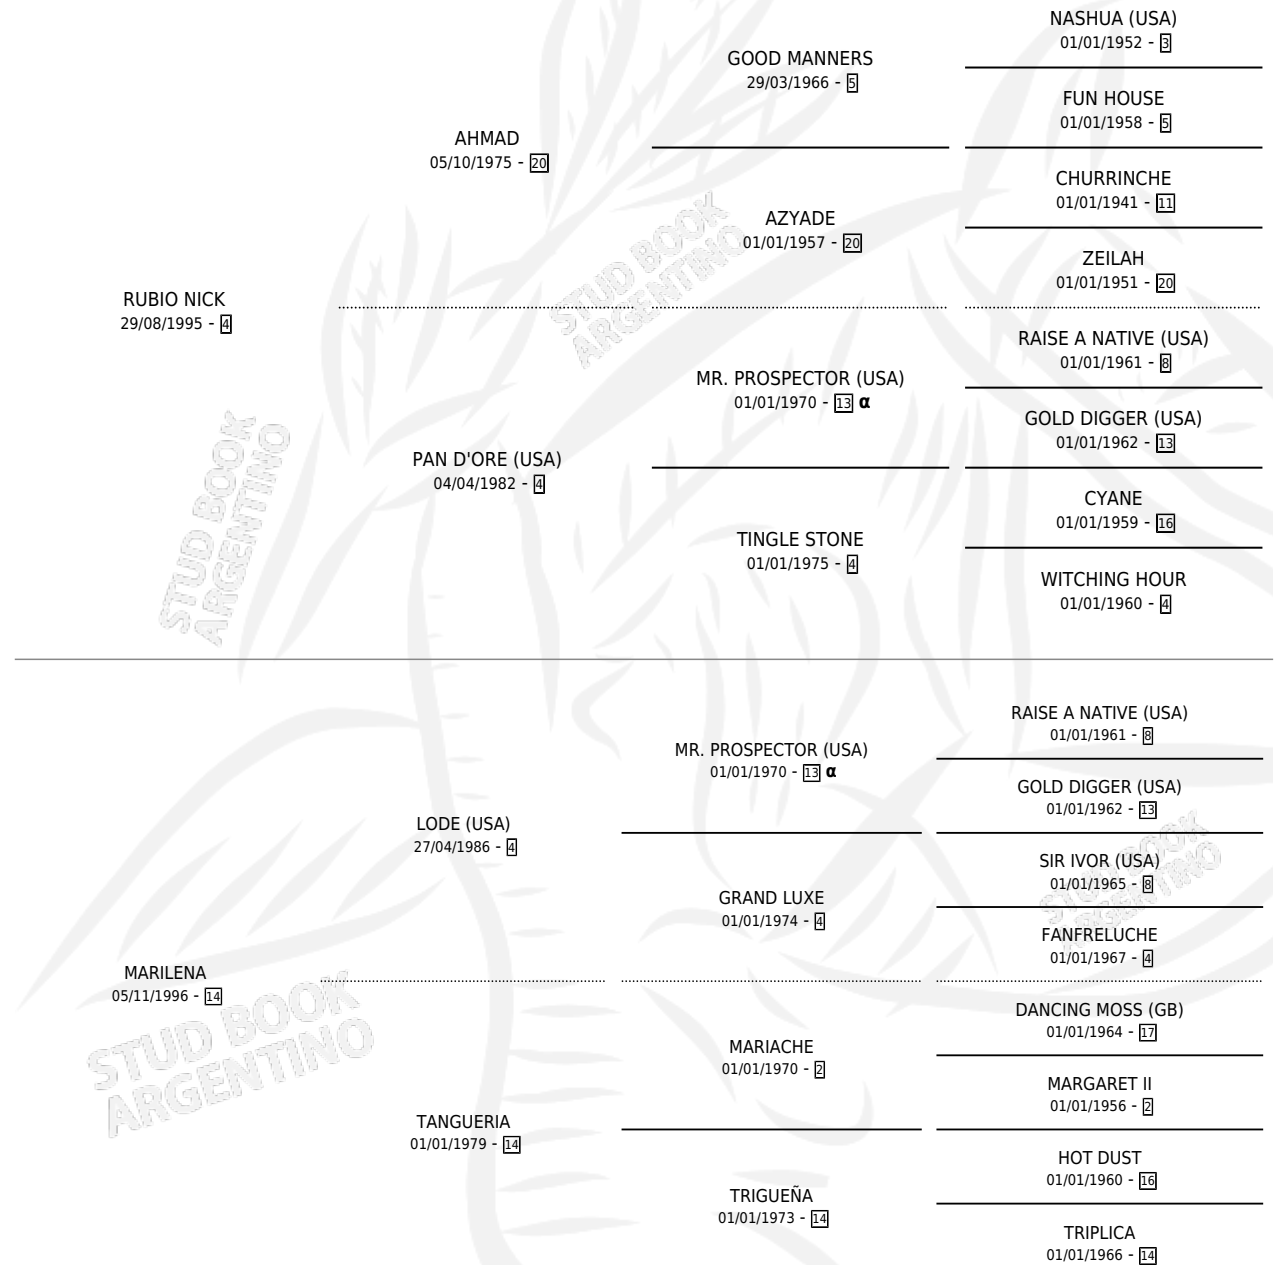 NASHUA (USA)
01/01/1952 - 3
GOOD MANNERS
29/03/1966 - 5
FUN HOUSE
01/01/1958 - 5
AHMAD
05/10/1975 - 20
CHURRINCHE
01/01/1941 - 11
AZYADE
01/01/1957 - 20
ZEILAH
01/01/1951 - 20
RUBIO NICK
29/08/1995 - 4
RAISE A NATIVE (USA)
01/01/1961 - 8
MR. PROSPECTOR (USA)
01/01/1970 - 13 α
GOLD DIGGER (USA)
01/01/1962 - 13
PAN D'ORE (USA)
04/04/1982 - 4
CYANE
01/01/1959 - 16
TINGLE STONE
01/01/1975 - 4
WITCHING HOUR
01/01/1960 - 4
RAISE A NATIVE (USA)
01/01/1961 - 8
MR. PROSPECTOR (USA)
01/01/1970 - 13 α
GOLD DIGGER (USA)
01/01/1962 - 13
LODE (USA)
27/04/1986 - 4
SIR IVOR (USA)
01/01/1965 - 8
GRAND LUXE
01/01/1974 - 4
FANFRELUCHE
01/01/1967 - 4
MARILENA
05/11/1996 - 14
DANCING MOSS (GB)
01/01/1964 - 17
MARIACHE
01/01/1970 - 2
MARGARET II
01/01/1956 - 2
TANGUERIA
01/01/1979 - 14
HOT DUST
01/01/1960 - 16
TRIGUEÑA
01/01/1973 - 14
TRIPLICA
01/01/1966 - 14
STUD BOOK
ARGENTINO
STUD BOOK
ARGENTINO
STUD BOOK
ARGENTINO
STUD BOOK
ARGENTINO